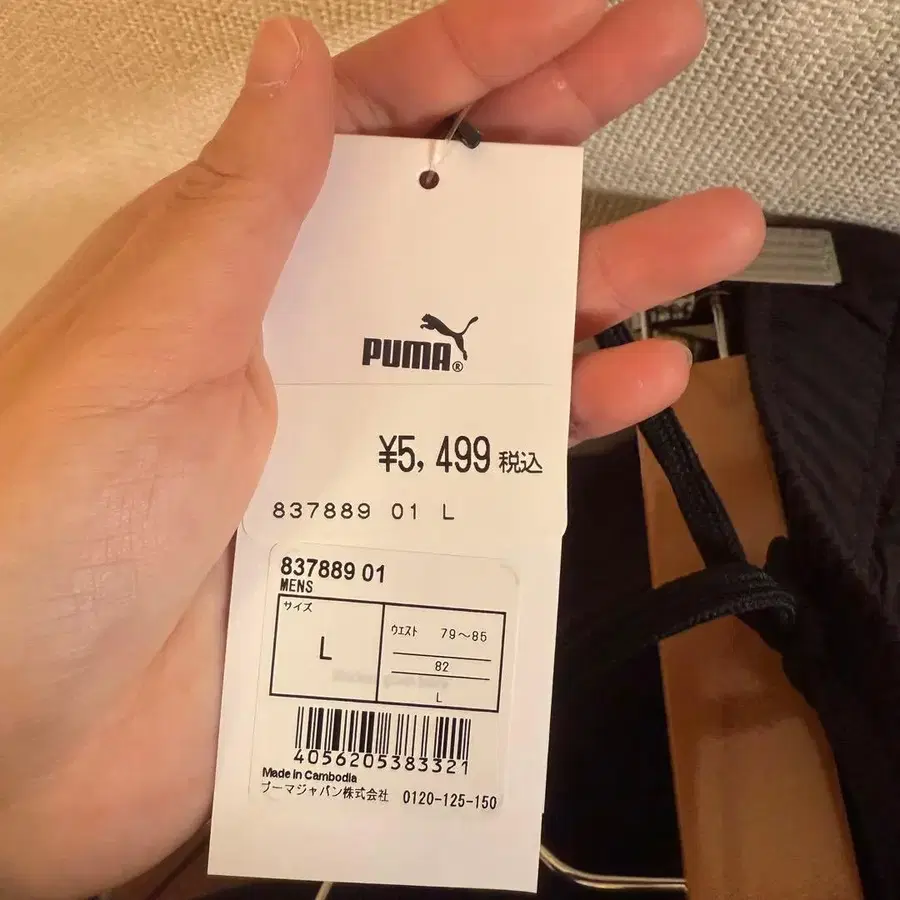 PUMA®
¥5,499 税込
837889 01 L
837889 01
MENS
サイズ
L
ウエスト 79〜85
82
L
4056205383321
Made in Cambodia
プーマジャパン株式会社 0120-125-150